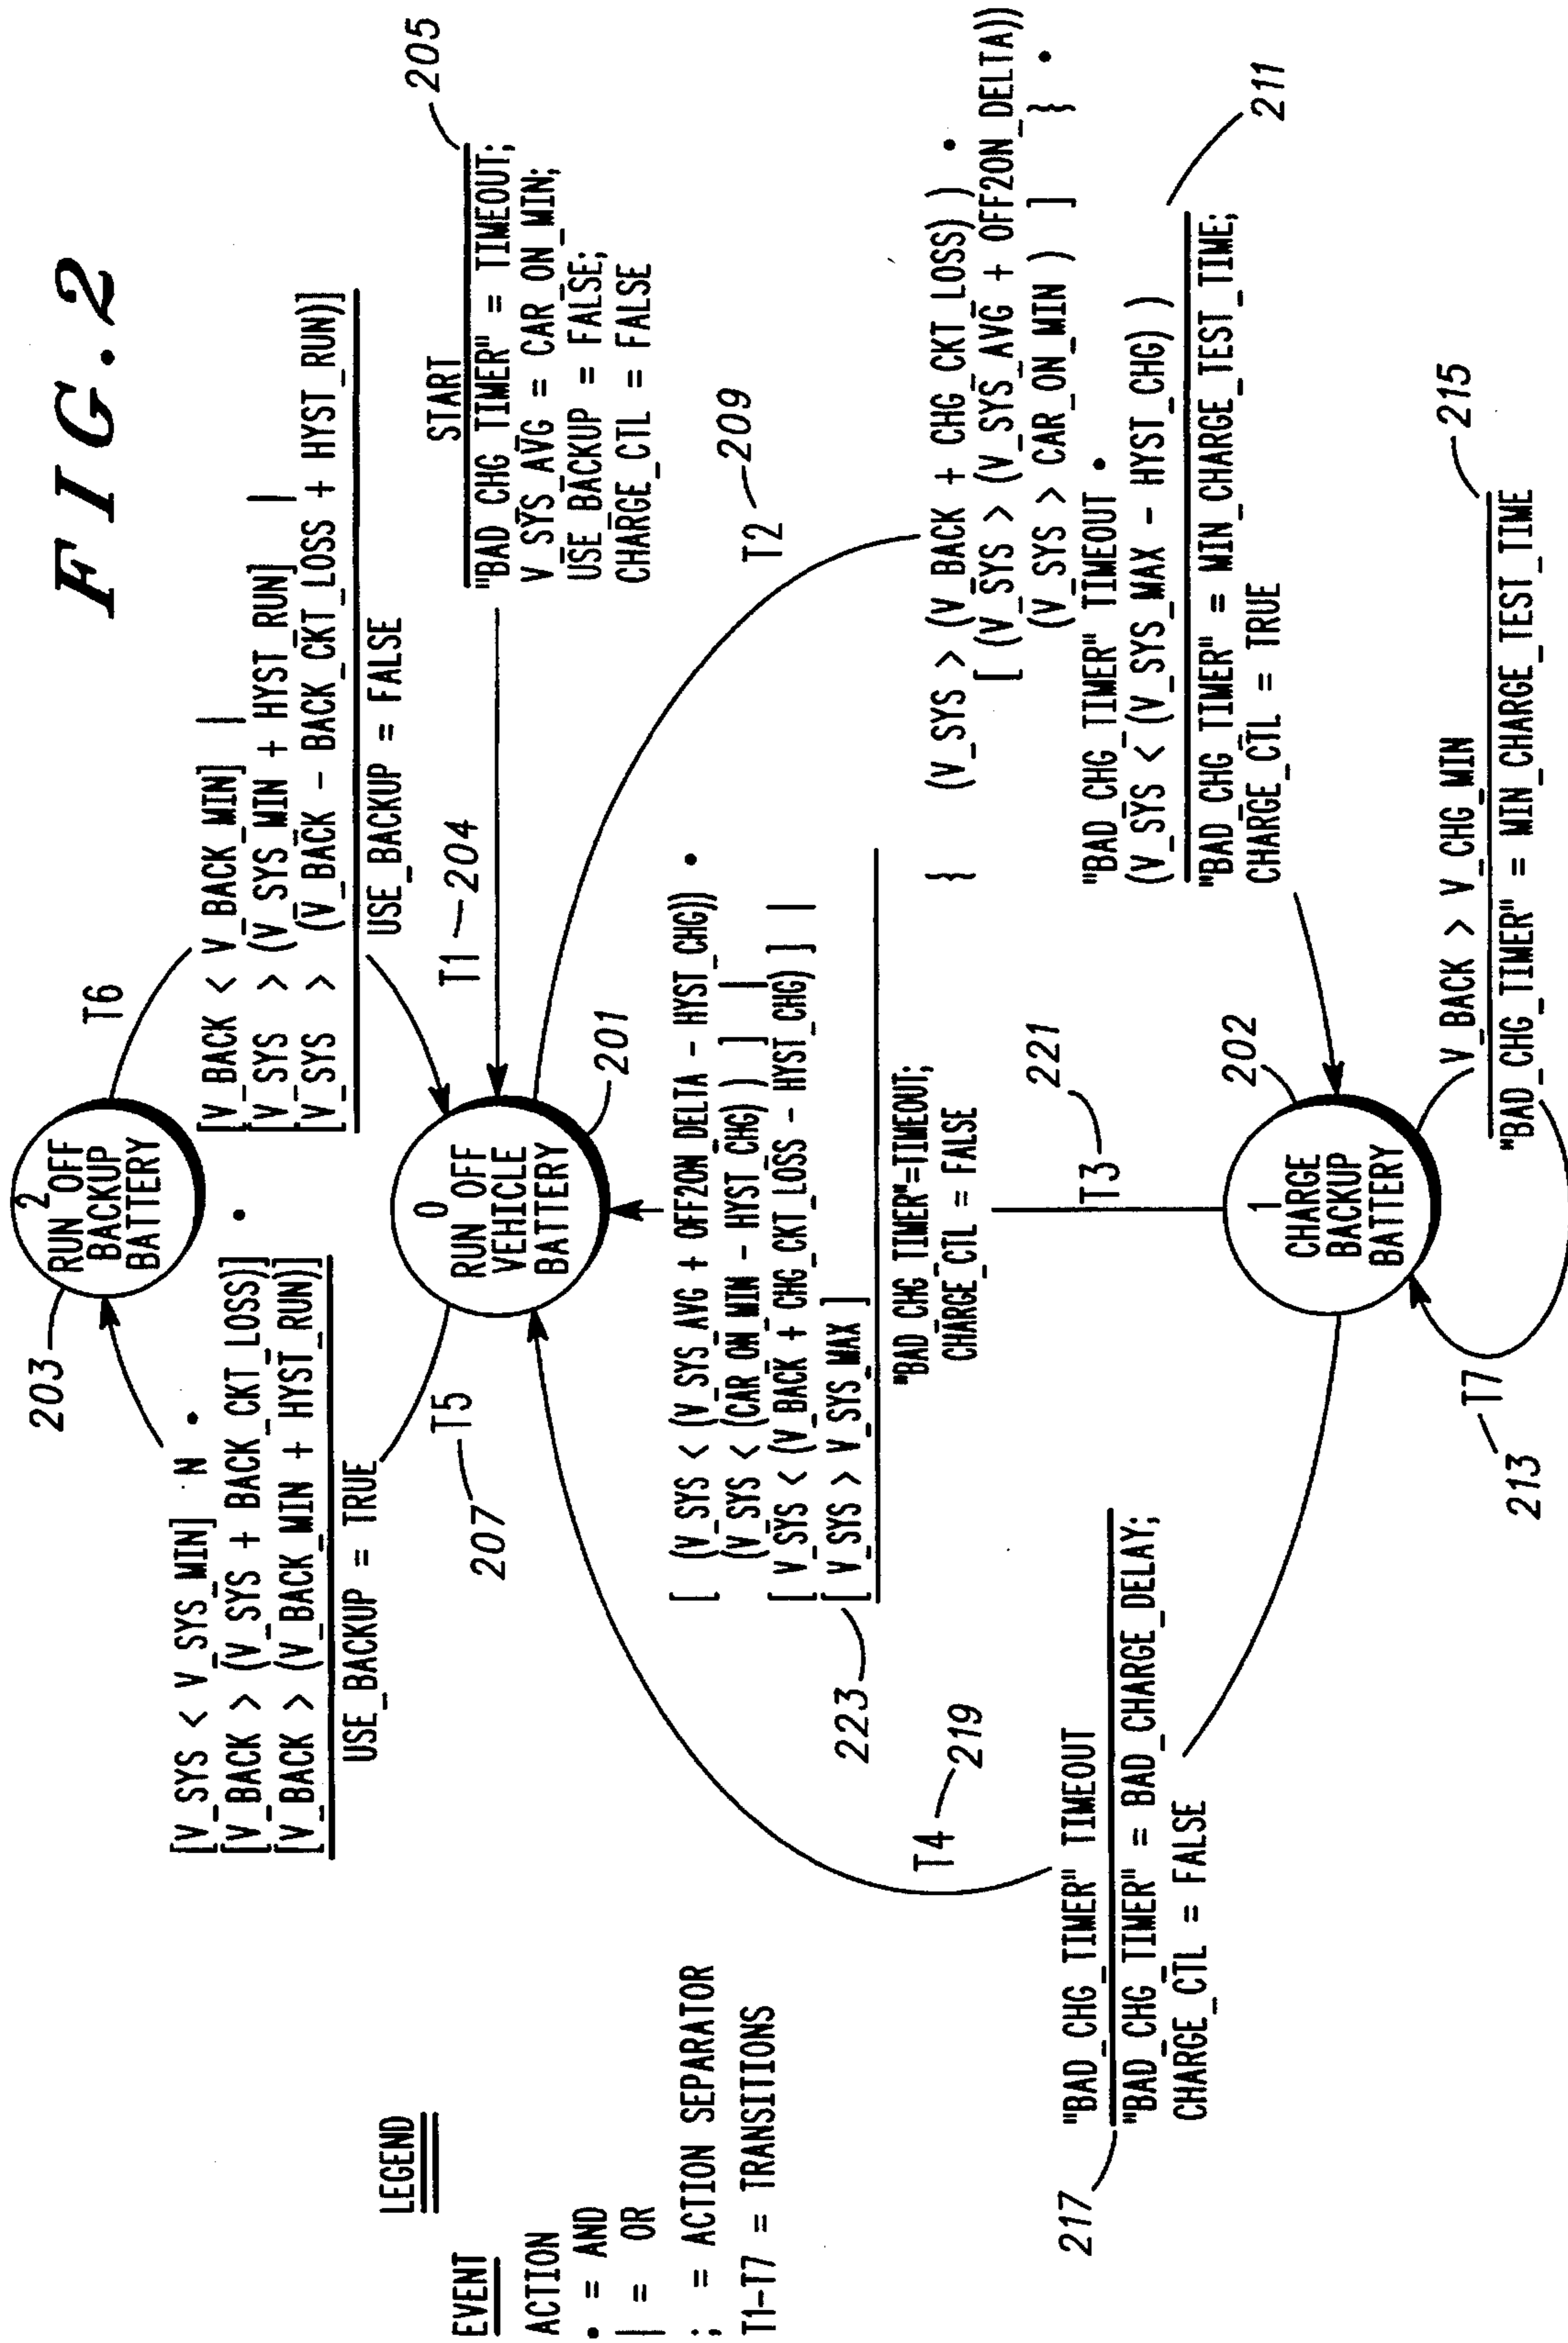 FIG.2
203
2
RUN OFF
BACKUP
BATTERY
T6
[V_SYS < V_SYS_MIN] N •
[V_BACK > (V_SYS + BACK_CKT_LOSS)] •
[V_BACK > (V_BACK_MIN + HYST_RUN)]
USE_BACKUP = TRUE
T5
207
[V_BACK < V_BACK_MIN] |
[V_SYS > (V_SYS_MIN + HYST_RUN] |
[V_SYS > (V_BACK - BACK_CKT_LOSS + HYST_RUN)]
USE_BACKUP = FALSE
205
START
"BAD_CHG_TIMER" = TIMEOUT;
V_SYS_AVG = CAR_ON_MIN;
USE_BACKUP = FALSE;
CHARGE_CTL = FALSE
T1
204
0
RUN OFF
VEHICLE
BATTERY
201
T2
209
[ (V_SYS < (V_SYS_AVG + OFF2ON_DELTA - HYST_CHG)) •
(V_SYS < (CAR_ON_MIN - HYST_CHG) ) ] |
[ V_SYS < (V_BACK + CHG_CKT_LOSS - HYST_CHG) ] |
[ V_SYS > V_SYS_MAX ]
"BAD_CHG_TIMER"=TIMEOUT;
CHARGE_CTL = FALSE
223
} (V_SYS > (V_BACK + CHG_CKT_LOSS) ) •
[ (V_SYS > (V_SYS_AVG + OFF2ON_DELTA))
(V_SYS > CAR_ON_MIN ) ] } •
"BAD_CHG_TIMER" TIMEOUT •
(V_SYS < (V_SYS_MAX - HYST_CHG) )
"BAD_CHG_TIMER" = MIN_CHARGE_TEST_TIME;
CHARGE_CTL = TRUE
211
T4
219
T3
221
217
"BAD_CHG_TIMER" TIMEOUT
"BAD_CHG_TIMER" = BAD_CHARGE_DELAY;
CHARGE_CTL = FALSE
1
CHARGE
BACKUP
BATTERY
202
V_BACK > V_CHG_MIN
"BAD_CHG_TIMER" = MIN_CHARGE_TEST_TIME
215
T7
213
LEGEND
EVENT
ACTION
• = AND
| = OR
; = ACTION SEPARATOR
T1-T7 = TRANSITIONS